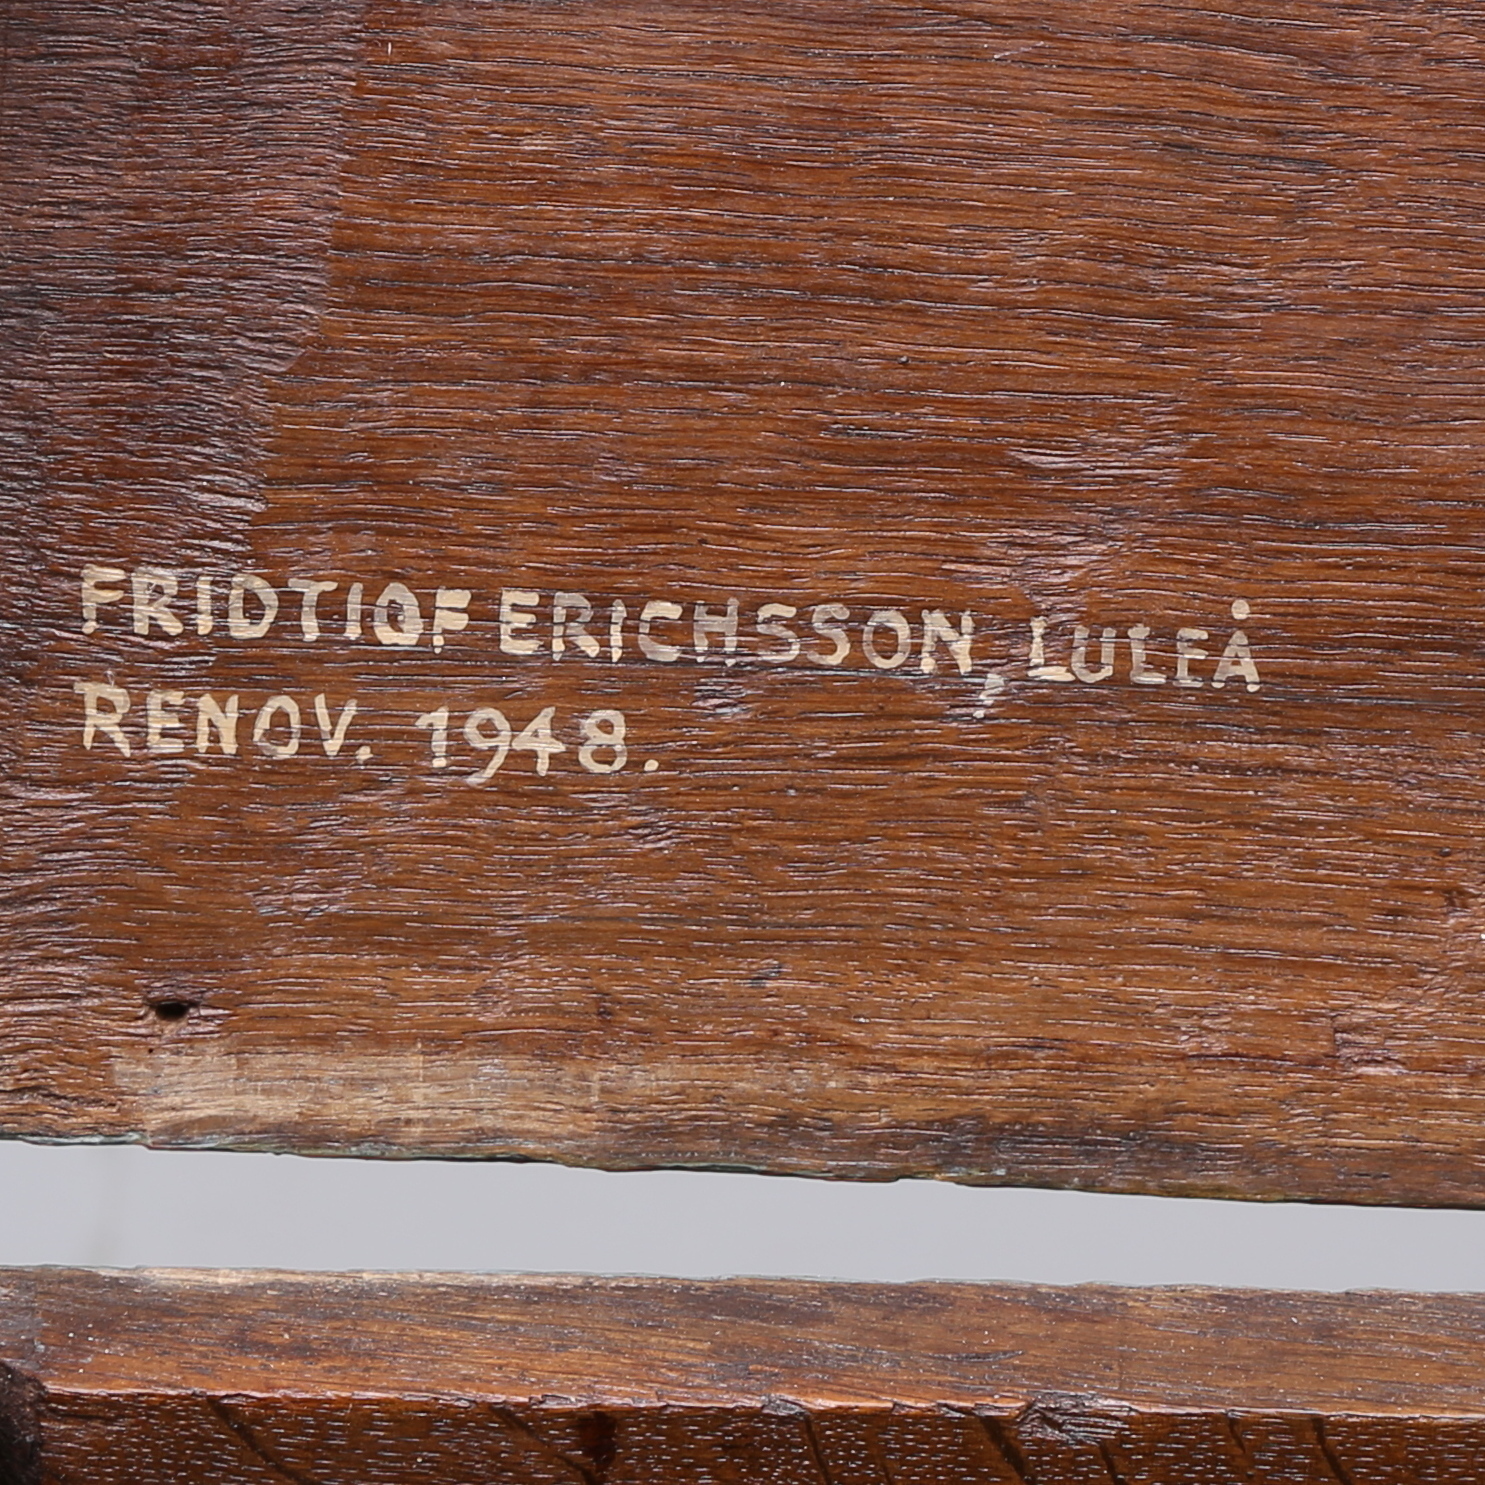 FRIDTIOF ERICHSSON, LULEÅ
RENOV. 1948.